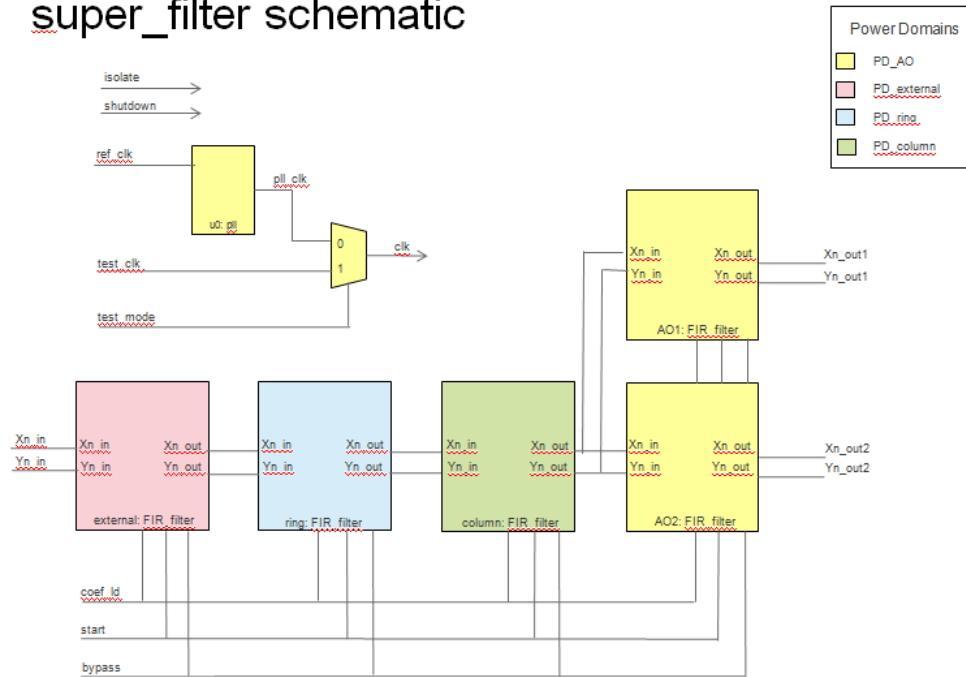 super_filter schematic
Power Domains
PD_AO
PD_external
PD_ring
PD_column
isolate
shutdown
ref_clk
pll_clk
u0: pll
0
1
clk
test_clk
test_mode
Xn_in
Xn_out
Yn_in
Yn_out
AO1: FIR_filter
Xn_out1
Yn_out1
Xn_in
Yn_in
Xn_in
Xn_out
Yn_in
Yn_out
external: FIR_filter
Xn_in
Xn_out
Yn_in
Yn_out
ring: FIR_filter
Xn_in
Xn_out
Yn_in
Yn_out
column: FIR_filter
Xn_in
Xn_out
Yn_in
Yn_out
AO2: FIR_filter
Xn_out2
Yn_out2
coef_ld
start
bypass